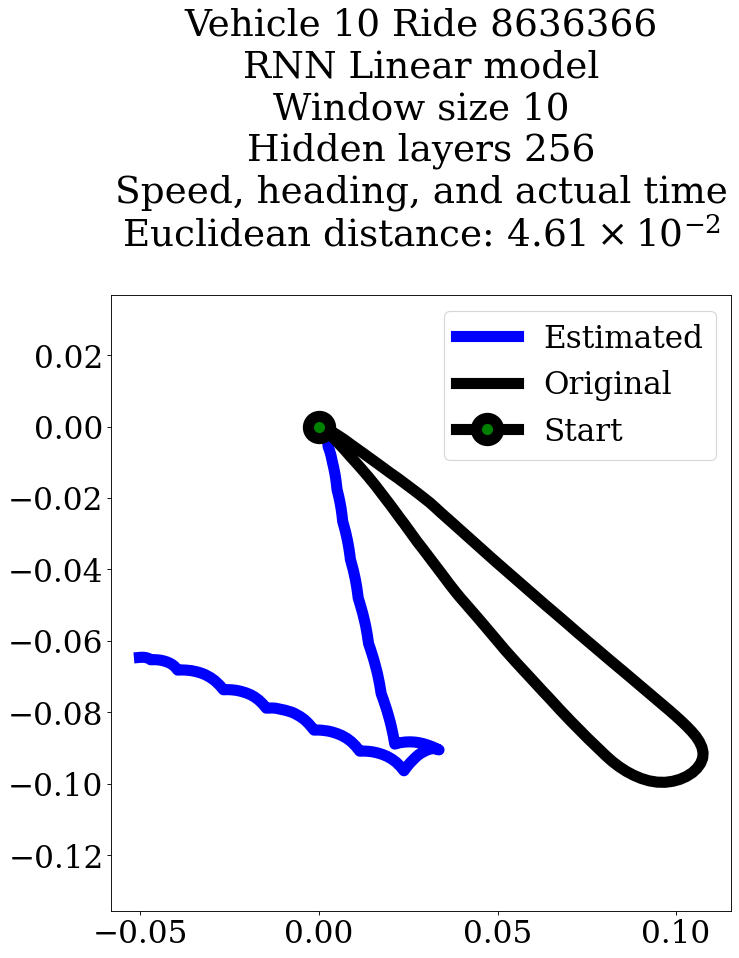 Vehicle 10 Ride 8636366
RNN Linear model
Window size 10
Hidden layers 256
Speed, heading, and actual time
Euclidean distance: 4.61 × 10⁻²
Estimated
Original
Start
0.02
0.00
−0.02
−0.04
−0.06
−0.08
−0.10
−0.12
−0.05 0.00 0.05 0.10